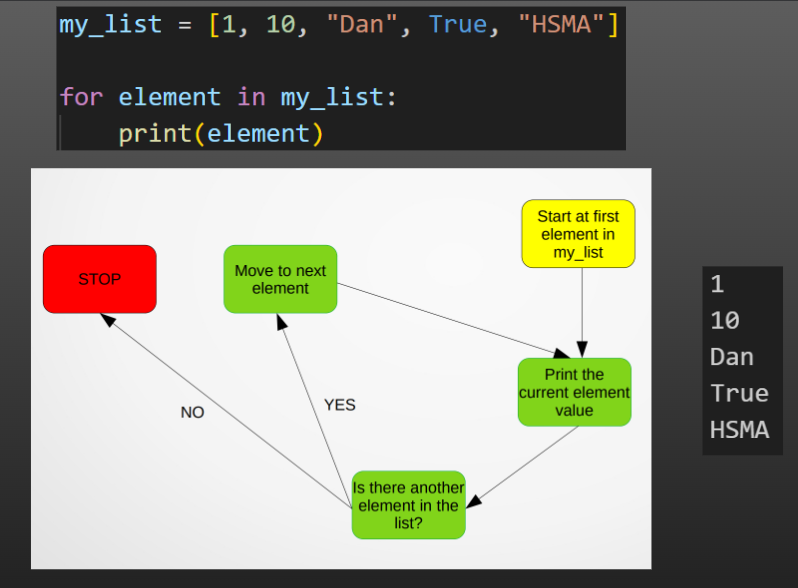 my_list = [1, 10, "Dan", True, "HSMA"]
for element in my_list:
    print(element)
Start at first
element in
my_list
STOP
Move to next
element
Print the
current element
value
NO
YES
Is there another
element in the
list?
1
10
Dan
True
HSMA